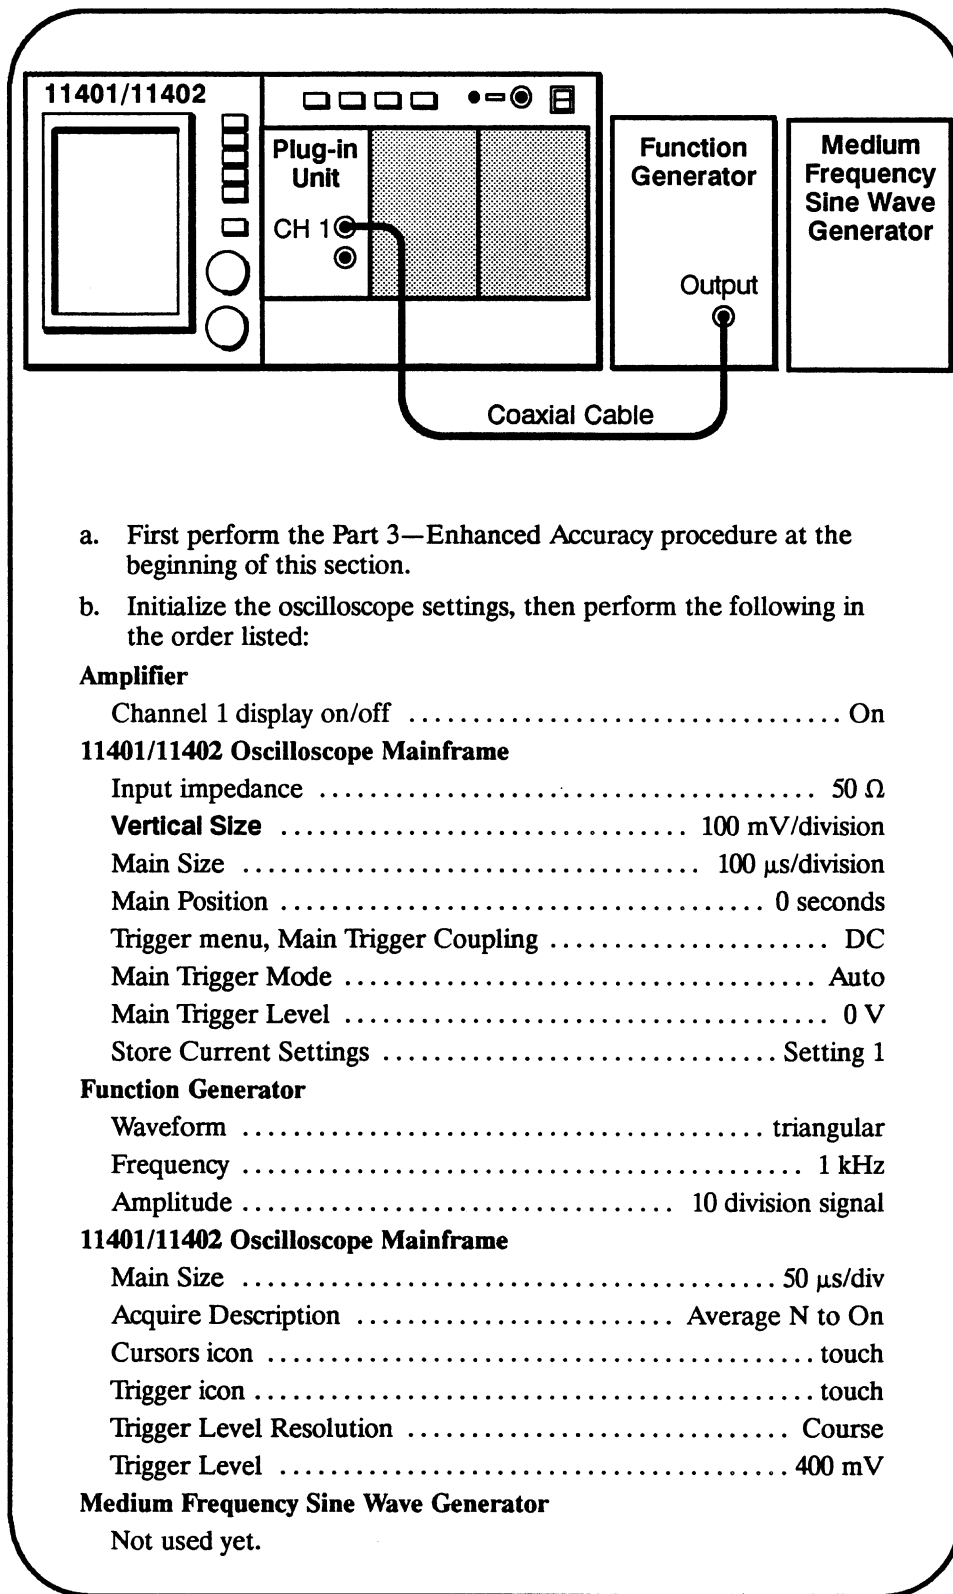 11401/11402
Plug-in
Unit
CH 1
Function
Generator
Output
Medium
Frequency
Sine Wave
Generator
Coaxial Cable
a. First perform the Part 3—Enhanced Accuracy procedure at the
beginning of this section.
b. Initialize the oscilloscope settings, then perform the following in
the order listed:
Amplifier
Channel 1 display on/off .................................. On
11401/11402 Oscilloscope Mainframe
Input impedance ....................................... 50 Ω
Vertical Size ................................ 100 mV/division
Main Size .................................... 100 μs/division
Main Position ...................................... 0 seconds
Trigger menu, Main Trigger Coupling ...................... DC
Main Trigger Mode ..................................... Auto
Main Trigger Level ...................................... 0 V
Store Current Settings ............................... Setting 1
Function Generator
Waveform ......................................... triangular
Frequency ............................................ 1 kHz
Amplitude .................................. 10 division signal
11401/11402 Oscilloscope Mainframe
Main Size .......................................... 50 μs/div
Acquire Description ......................... Average N to On
Cursors icon ........................................... touch
Trigger icon ............................................ touch
Trigger Level Resolution .............................. Course
Trigger Level ........................................ 400 mV
Medium Frequency Sine Wave Generator
Not used yet.